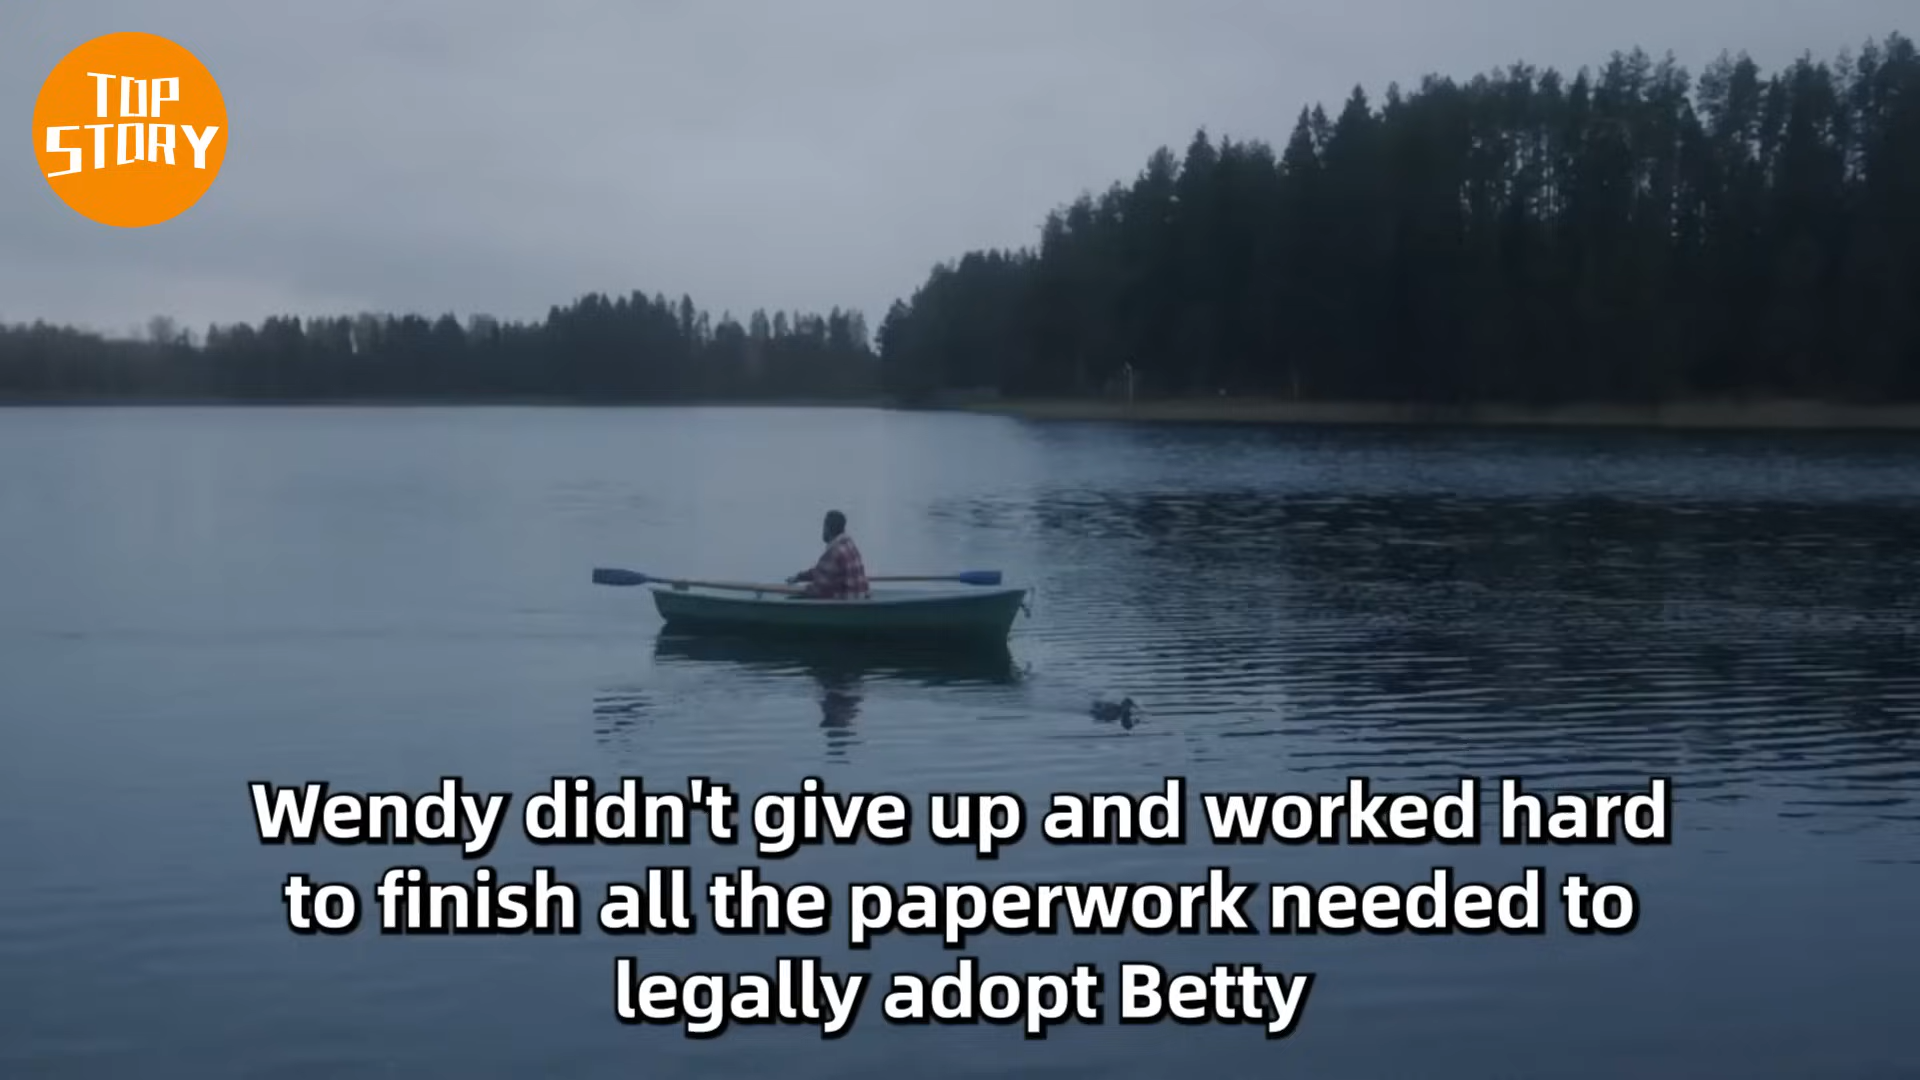 TOP
STORY
Wendy didn't give up and worked hard
to finish all the paperwork needed to
legally adopt Betty